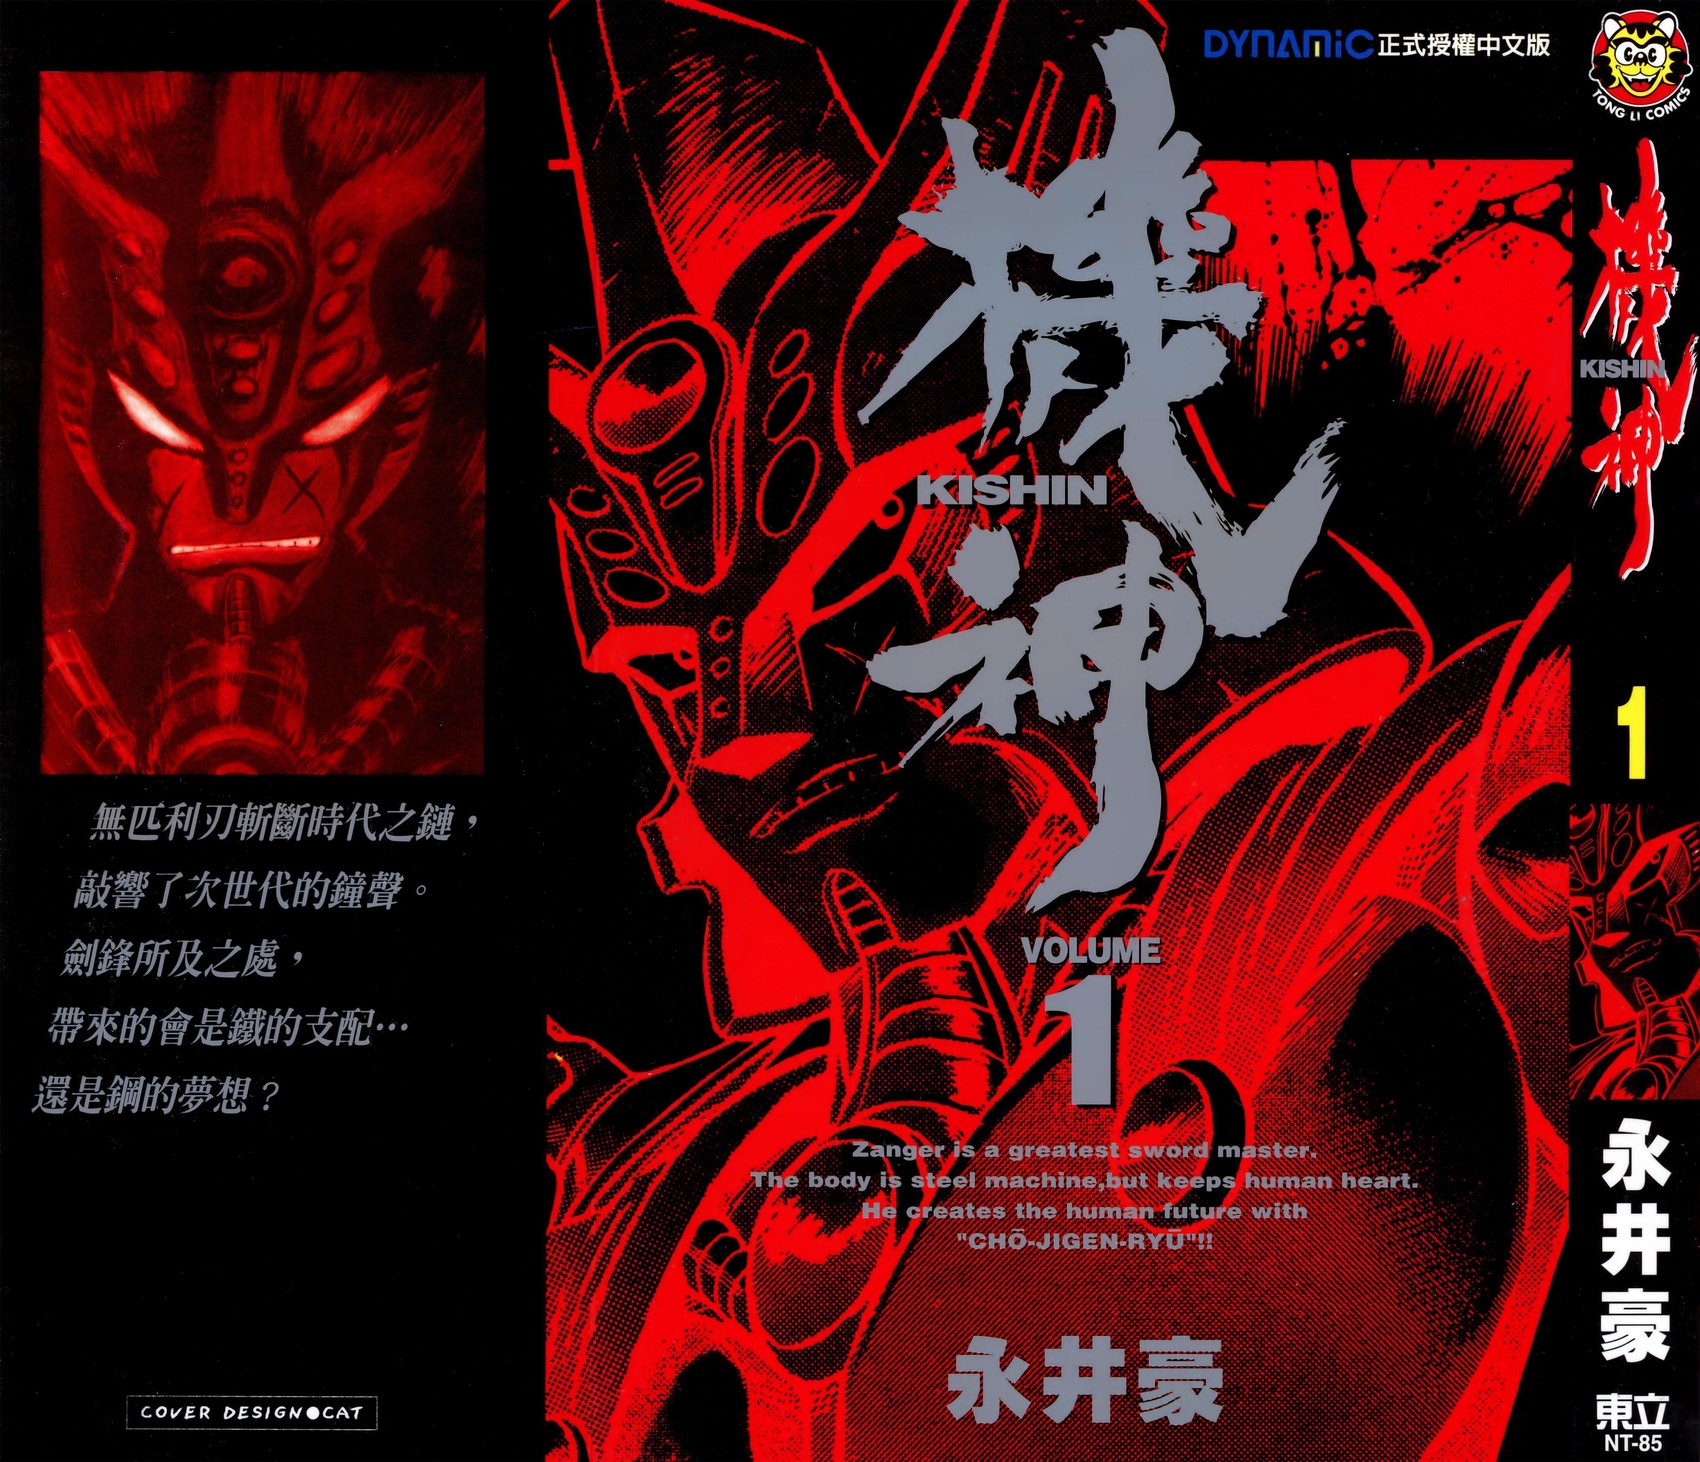 無匹利刃斬斷時代之鏈，
敲響了次世代的鐘聲。
劍鋒所及之處，
帶來的會是鐵的支配…
還是鋼的夢想？
COVER DESIGN●CAT
DYNAMIC正式授權中文版
機神
KISHIN
VOLUME
1
Zanger is a greatest sword master.
The body is steel machine,but keeps human heart.
He creates the human future with
"CHŌ-JIGEN-RYŪ"!!
永井豪
TONG LI COMICS
機神
KISHIN
1
永井豪
東立
NT-85